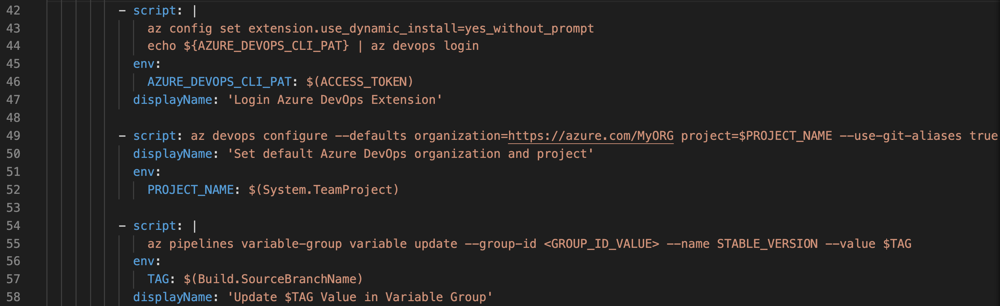 42 - script: |
43 az config set extension.use_dynamic_install=yes_without_prompt
44 echo ${AZURE_DEVOPS_CLI_PAT} | az devops login
45 env:
46 AZURE_DEVOPS_CLI_PAT: $(ACCESS_TOKEN)
47 displayName: 'Login Azure DevOps Extension'
48
49 - script: az devops configure --defaults organization=https://azure.com/MyORG project=$PROJECT_NAME --use-git-aliases true
50 displayName: 'Set default Azure DevOps organization and project'
51 env:
52 PROJECT_NAME: $(System.TeamProject)
53
54 - script: |
55 az pipelines variable-group variable update --group-id <GROUP_ID_VALUE> --name STABLE_VERSION --value $TAG
56 env:
57 TAG: $(Build.SourceBranchName)
58 displayName: 'Update $TAG Value in Variable Group'